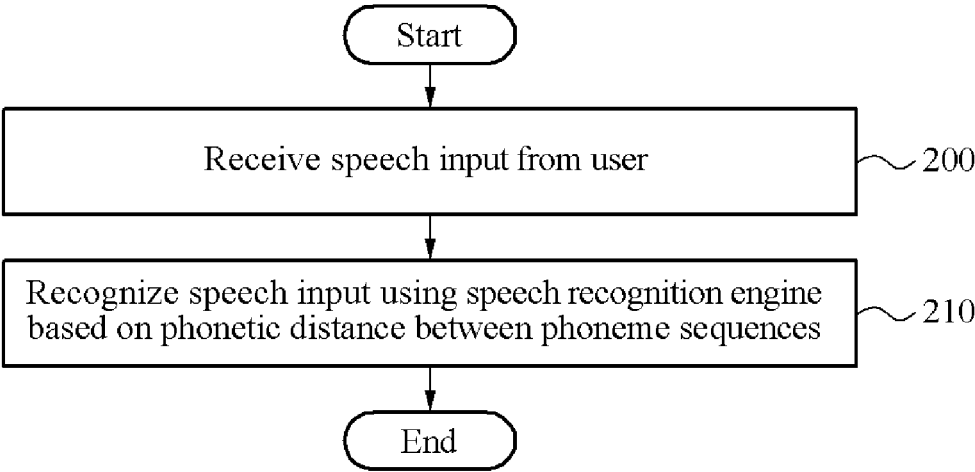 Start
Receive speech input from user
200
Recognize speech input using speech recognition engine
based on phonetic distance between phoneme sequences
210
End